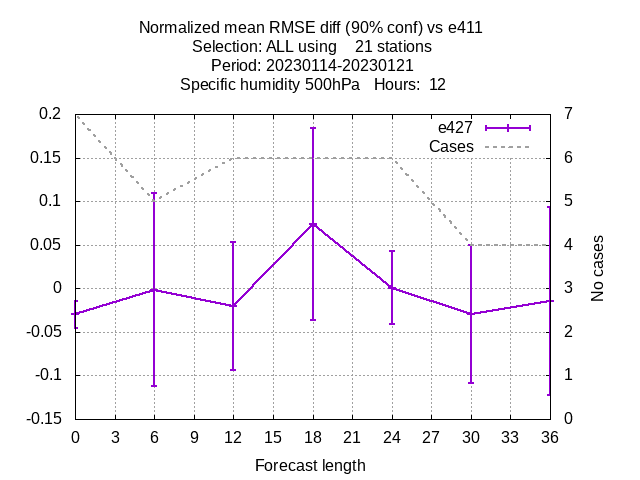 Normalized mean RMSE diff (90% conf) vs e411
Selection: ALL using    21 stations
Period: 20230114-20230121
Specific humidity 500hPa   Hours:  12
e427
Cases
0.2
0.15
0.1
0.05
0
-0.05
-0.1
-0.15
7
6
5
4
3
2
1
0
No cases
0 3 6 9 12 15 18 21 24 27 30 33 36
Forecast length